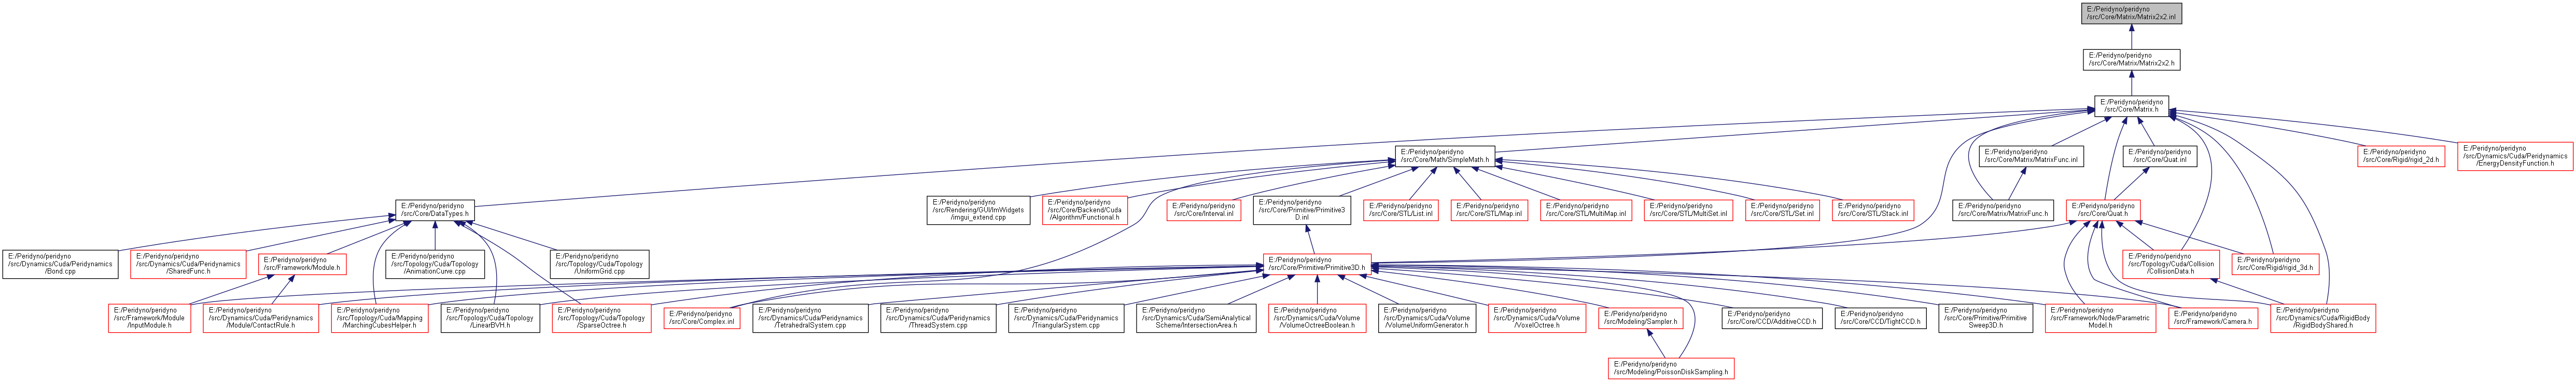 E:/Peridyno/peridyno
/src/Core/Matrix/Matrix2x2.inl
E:/Peridyno/peridyno
/src/Core/Matrix/Matrix2x2.h
E:/Peridyno/peridyno
/src/Core/Matrix.h
E:/Peridyno/peridyno
/src/Core/Math/SimpleMath.h
E:/Peridyno/peridyno
/src/Core/Matrix/MatrixFunc.inl
E:/Peridyno/peridyno
/src/Core/Quat.inl
E:/Peridyno/peridyno
/src/Core/Rigid/rigid_2d.h
E:/Peridyno/peridyno
/src/Dynamics/Cuda/Peridynamics
/EnergyDensityFunction.h
E:/Peridyno/peridyno
/src/Core/DataTypes.h
E:/Peridyno/peridyno
/src/Rendering/GUI/ImWidgets
/imgui_extend.cpp
E:/Peridyno/peridyno
/src/Core/Backend/Cuda
/Algorithm/Functional.h
E:/Peridyno/peridyno
/src/Core/Interval.inl
E:/Peridyno/peridyno
/src/Core/Primitive/Primitive3
D.inl
E:/Peridyno/peridyno
/src/Core/STL/List.inl
E:/Peridyno/peridyno
/src/Core/STL/Map.inl
E:/Peridyno/peridyno
/src/Core/STL/MultiMap.inl
E:/Peridyno/peridyno
/src/Core/STL/MultiSet.inl
E:/Peridyno/peridyno
/src/Core/STL/Set.inl
E:/Peridyno/peridyno
/src/Core/STL/Stack.inl
E:/Peridyno/peridyno
/src/Core/Matrix/MatrixFunc.h
E:/Peridyno/peridyno
/src/Core/Quat.h
E:/Peridyno/peridyno
/src/Dynamics/Cuda/Peridynamics
/Bond.cpp
E:/Peridyno/peridyno
/src/Dynamics/Cuda/Peridynamics
/SharedFunc.h
E:/Peridyno/peridyno
/src/Framework/Module.h
E:/Peridyno/peridyno
/src/Topology/Cuda/Topology
/AnimationCurve.cpp
E:/Peridyno/peridyno
/src/Topology/Cuda/Topology
/UniformGrid.cpp
E:/Peridyno/peridyno
/src/Core/Primitive/Primitive3D.h
E:/Peridyno/peridyno
/src/Topology/Cuda/Collision
/CollisionData.h
E:/Peridyno/peridyno
/src/Core/Rigid/rigid_3d.h
E:/Peridyno/peridyno
/src/Framework/Module
/InputModule.h
E:/Peridyno/peridyno
/src/Dynamics/Cuda/Peridynamics
/Module/ContactRule.h
E:/Peridyno/peridyno
/src/Topology/Cuda/Mapping
/MarchingCubesHelper.h
E:/Peridyno/peridyno
/src/Topology/Cuda/Topology
/LinearBVH.h
E:/Peridyno/peridyno
/src/Topology/Cuda/Topology
/SparseOctree.h
E:/Peridyno/peridyno
/src/Core/Complex.inl
E:/Peridyno/peridyno
/src/Dynamics/Cuda/Peridynamics
/TetrahedralSystem.cpp
E:/Peridyno/peridyno
/src/Dynamics/Cuda/Peridynamics
/ThreadSystem.cpp
E:/Peridyno/peridyno
/src/Dynamics/Cuda/Peridynamics
/TriangularSystem.cpp
E:/Peridyno/peridyno
/src/Dynamics/Cuda/SemiAnalytical
Scheme/IntersectionArea.h
E:/Peridyno/peridyno
/src/Dynamics/Cuda/Volume
/VolumeOctreeBoolean.h
E:/Peridyno/peridyno
/src/Dynamics/Cuda/Volume
/VolumeUniformGenerator.h
E:/Peridyno/peridyno
/src/Dynamics/Cuda/Volume
/VoxelOctree.h
E:/Peridyno/peridyno
/src/Modeling/Sampler.h
E:/Peridyno/peridyno
/src/Core/CCD/AdditiveCCD.h
E:/Peridyno/peridyno
/src/Core/CCD/TightCCD.h
E:/Peridyno/peridyno
/src/Core/Primitive/Primitive
Sweep3D.h
E:/Peridyno/peridyno
/src/Framework/Node/Parametric
Model.h
E:/Peridyno/peridyno
/src/Framework/Camera.h
E:/Peridyno/peridyno
/src/Dynamics/Cuda/RigidBody
/RigidBodyShared.h
E:/Peridyno/peridyno
/src/Modeling/PoissonDiskSampling.h